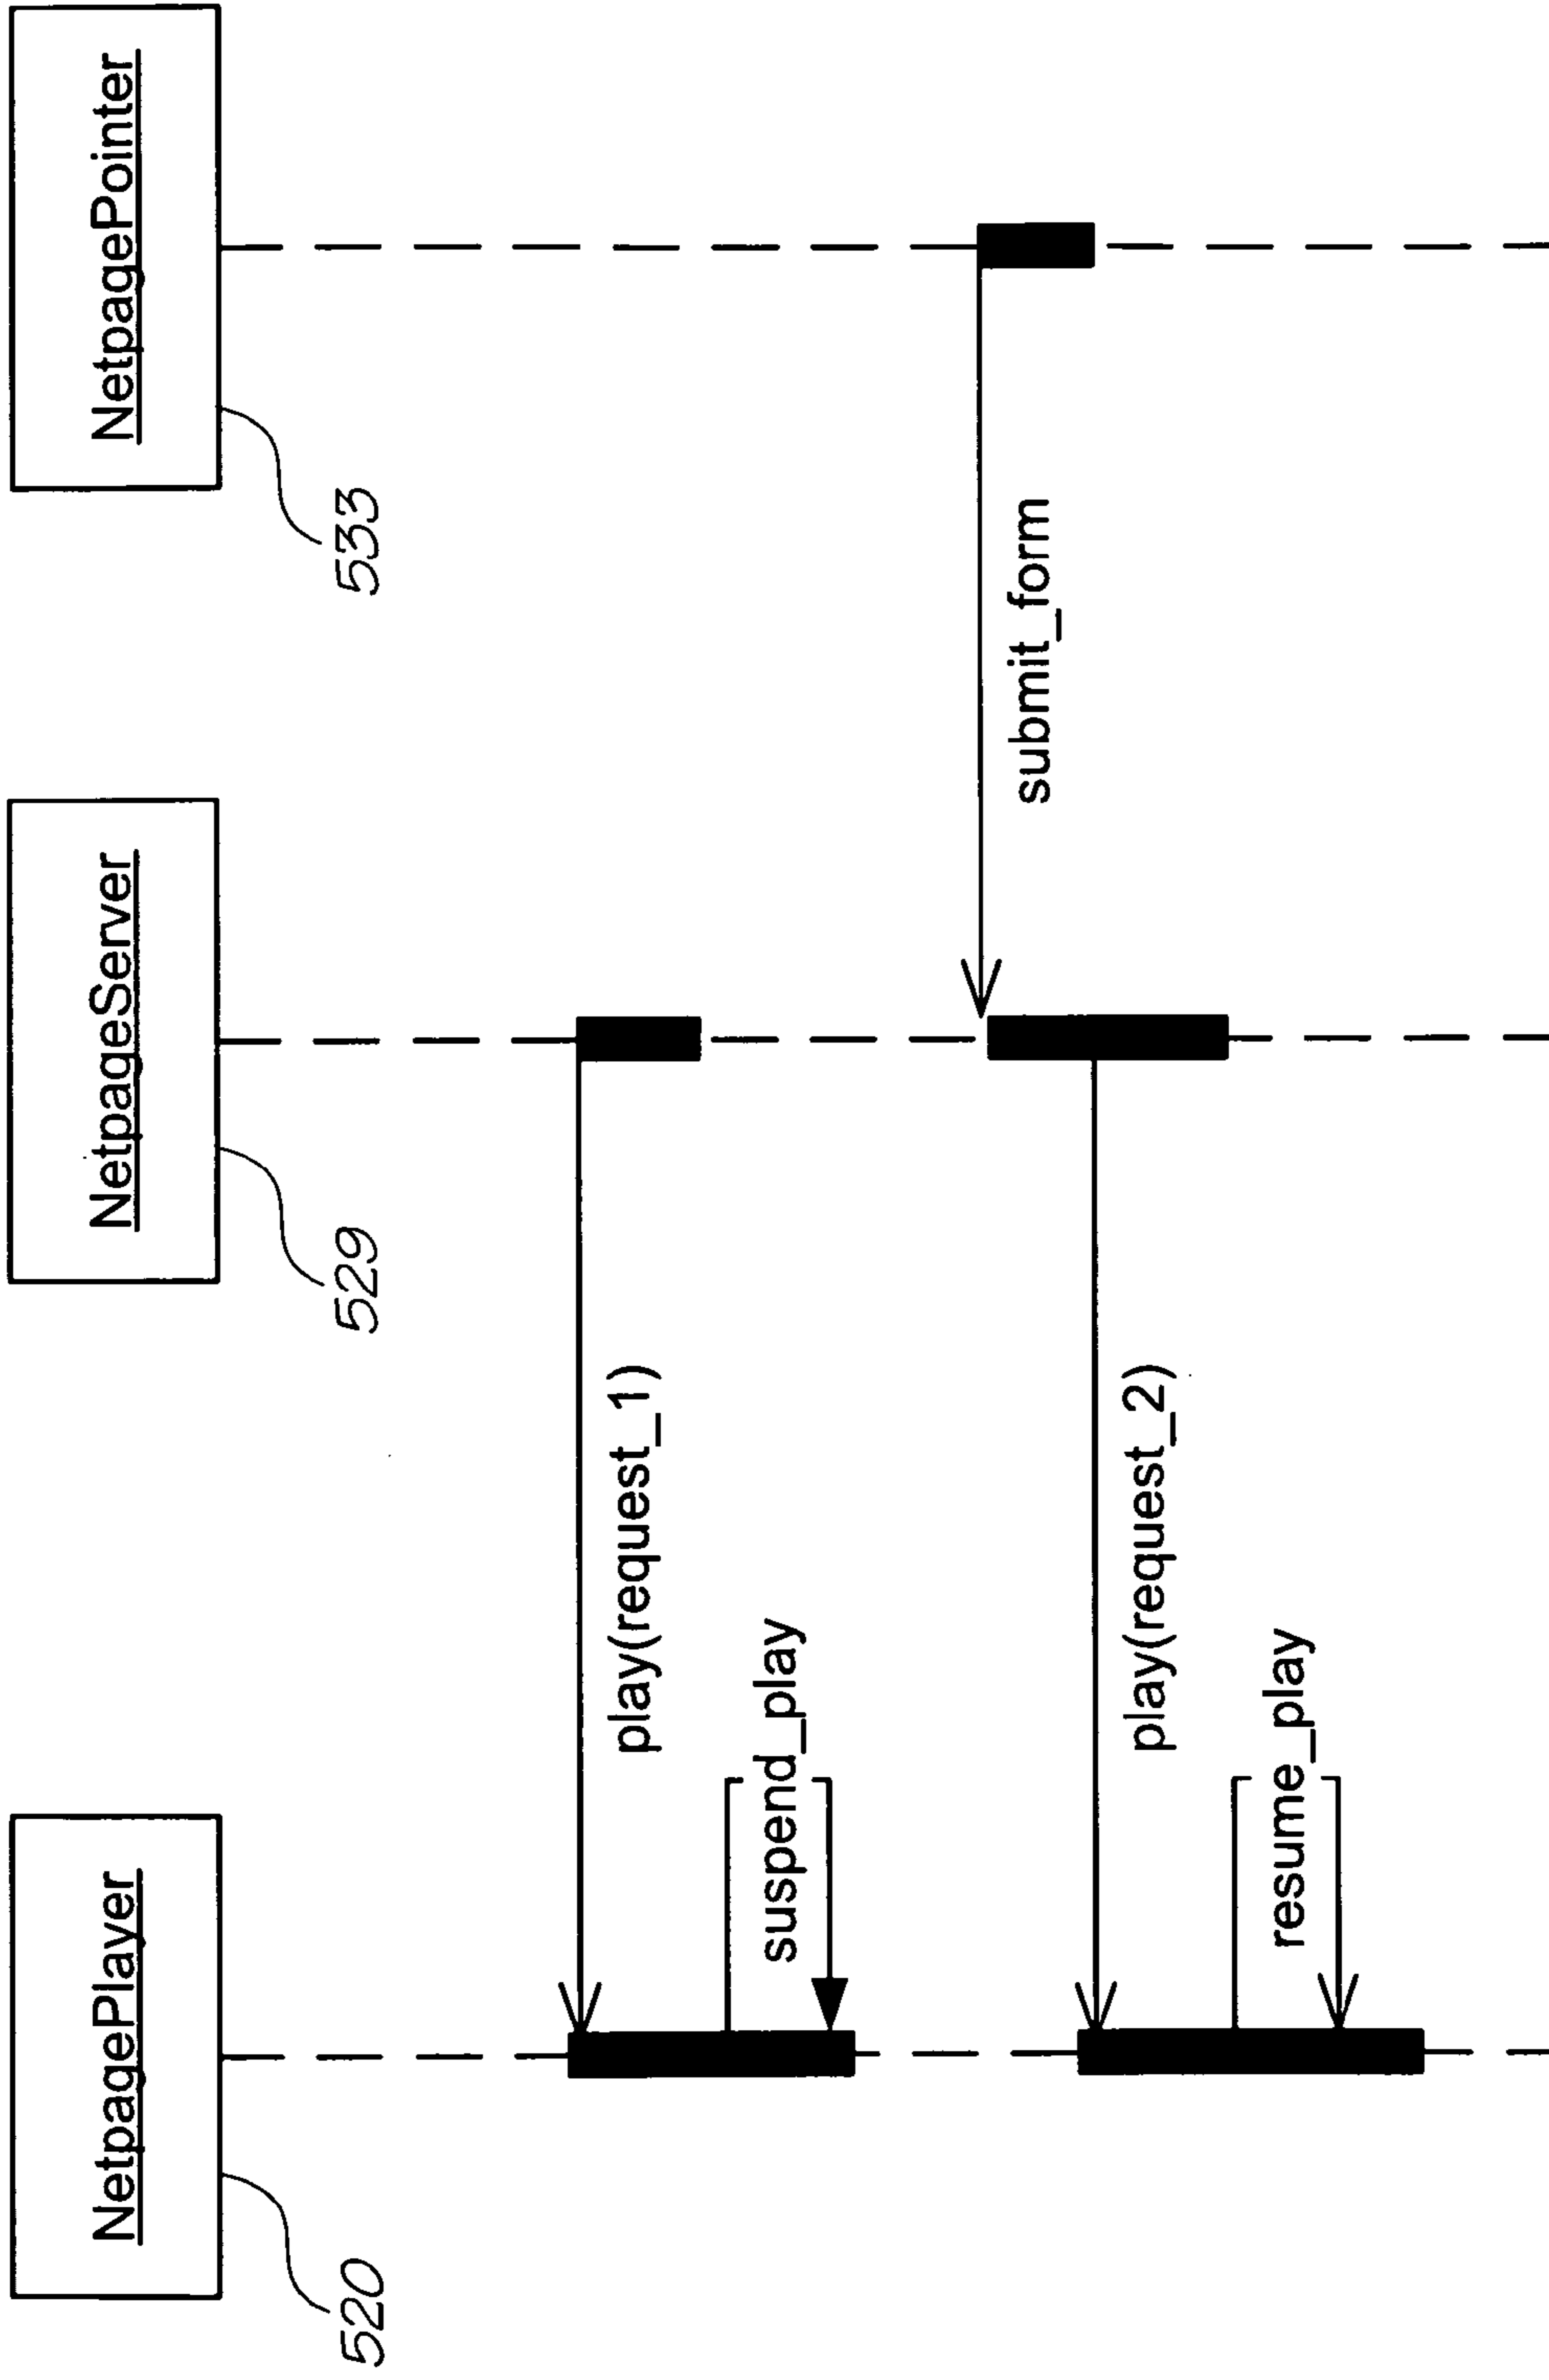 NetpagePlayer
NetpageServer
NetpagePointer
520
529
533
play(request_1)
suspend_play
submit_form
play(request_2)
resume_play